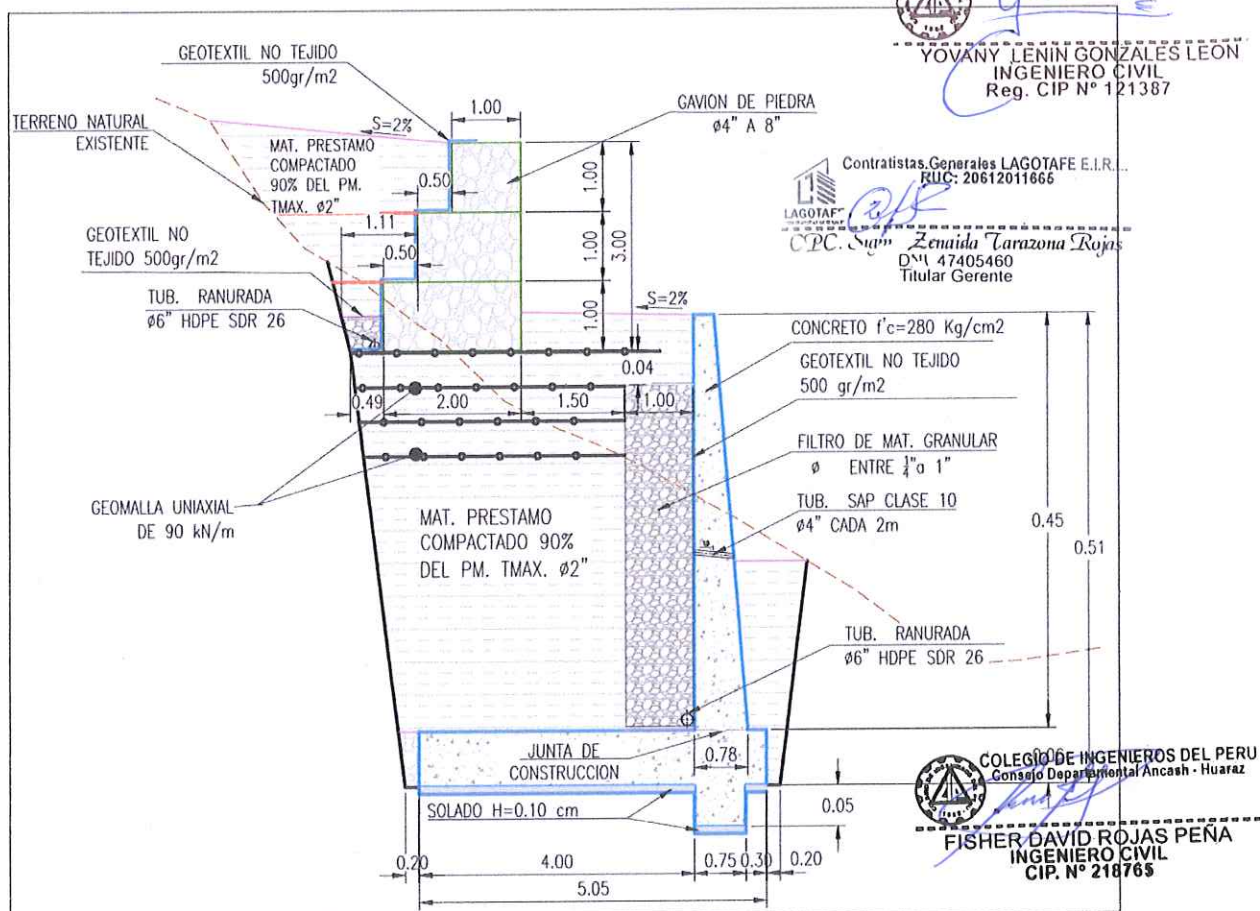 YOVANY LENIN GONZALES LEON
INGENIERO CIVIL
Reg. CIP Nº 121387
GEOTEXTIL NO TEJIDO
500gr/m2
1.00
GAVION DE PIEDRA
ø4" A 8"
TERRENO NATURAL
EXISTENTE
S=2%
MAT. PRESTAMO
COMPACTADO
90% DEL PM.
TMAX. ø2"
0.50
1.00
Contratistas Generales LAGOTAFE E.I.R.
RUC: 20612011665
LAGOTAF
CPC.
Zenaida Tarazona Rojas
DNI 47405460
Titular Gerente
1.11
0.50
1.00
3.00
GEOTEXTIL NO
TEJIDO 500gr/m2
TUB. RANURADA
ø6" HDPE SDR 26
1.00
S=2%
CONCRETO f'c=280 Kg/cm2
GEOTEXTIL NO TEJIDO
500 gr/m2
0.04
0.49
2.00
1.50
1.00
FILTRO DE MAT. GRANULAR
ø ENTRE ¼"a 1"
TUB. SAP CLASE 10
ø4" CADA 2m
GEOMALLA UNIAXIAL
DE 90 kN/m
MAT. PRESTAMO
COMPACTADO 90%
DEL PM. TMAX. ø2"
0.45
0.51
TUB. RANURADA
ø6" HDPE SDR 26
JUNTA DE
CONSTRUCCION
0.78
0.06
COLEGIO DE INGENIEROS DEL PERU
Consejo Departamental Ancash - Huaraz
SOLADO H=0.10 cm
0.05
FISHER DAVID ROJAS PEÑA
INGENIERO CIVIL
CIP. Nº 218765
0.20
4.00
0.75
0.30
0.20
5.05